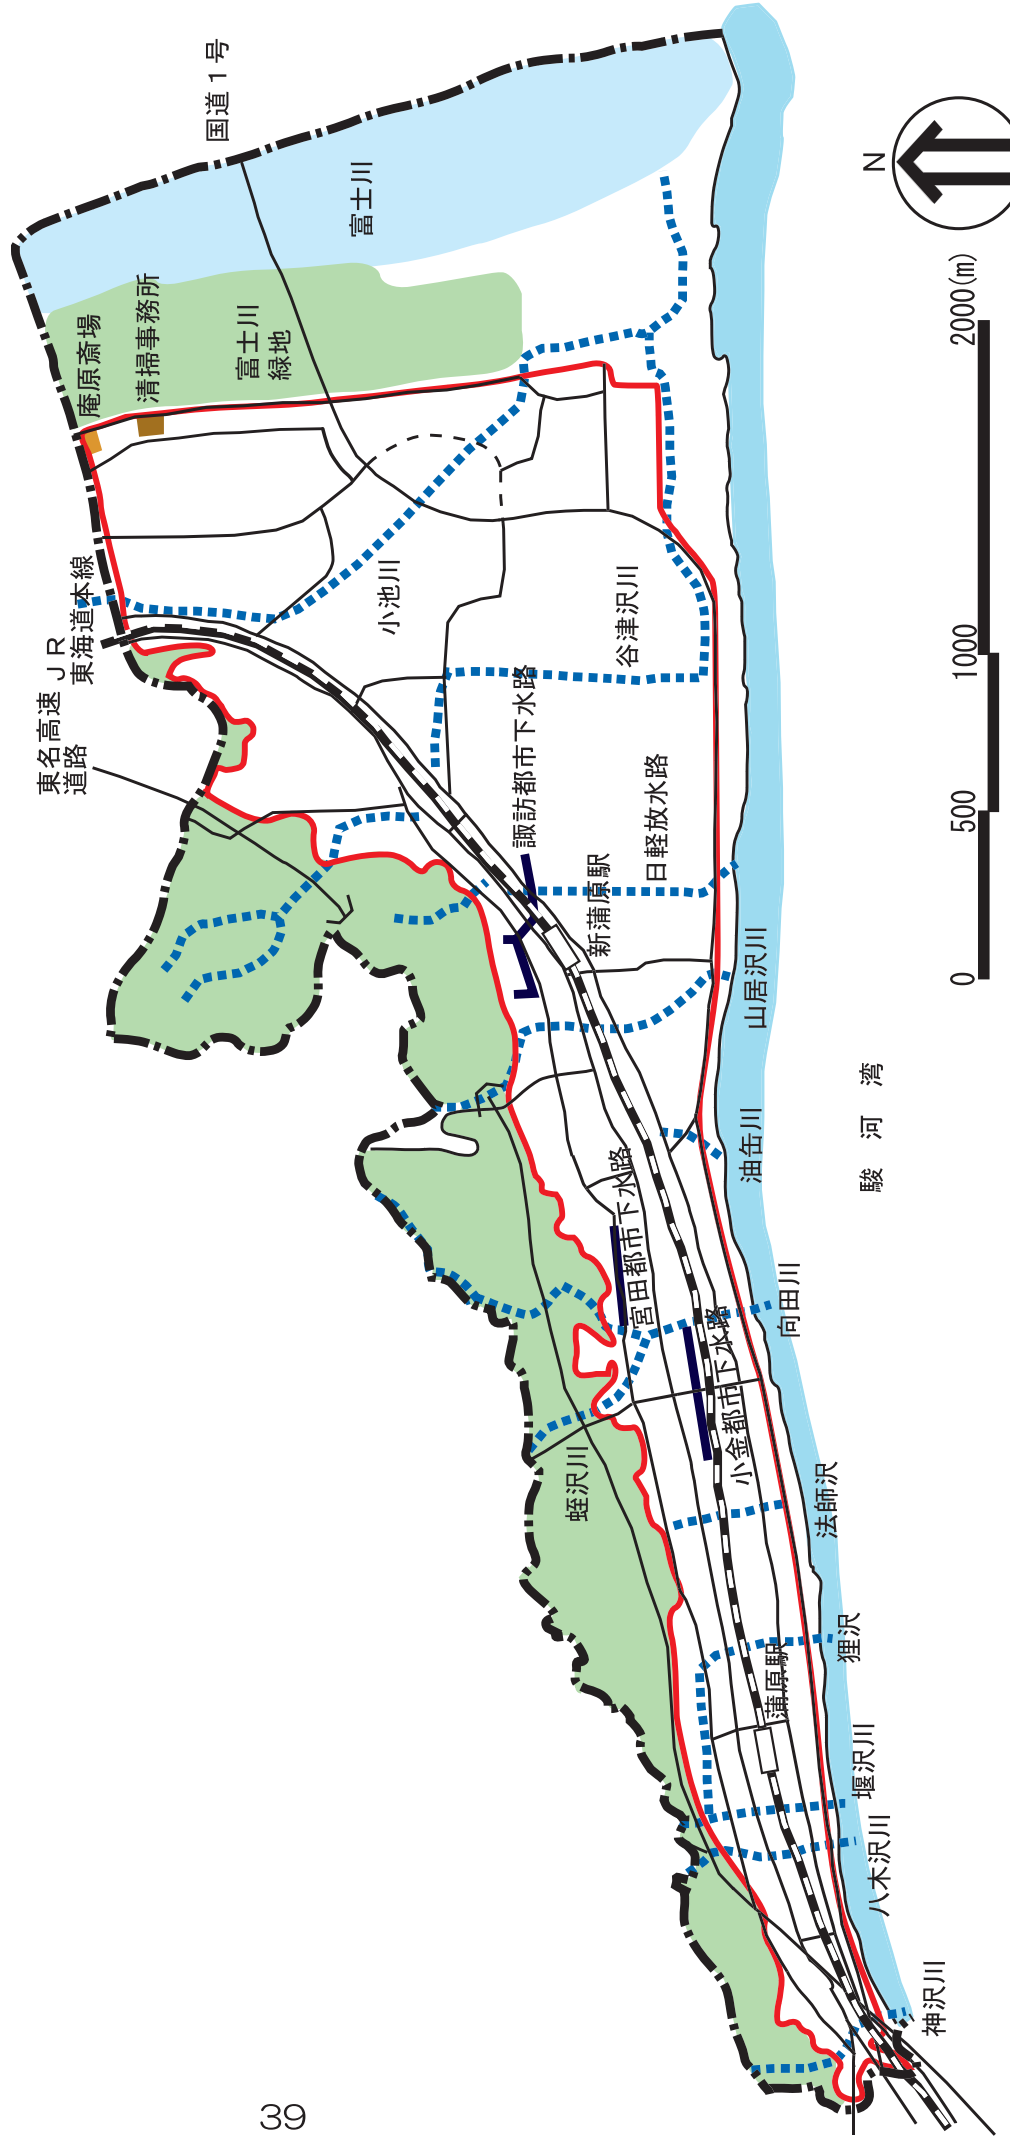 国道１号
富士川
庵原斎場
清掃事務所
富士川
緑地
ＪＲ
東海道本線
東名高速
道路
小池川
谷津沢川
諏訪都市下水路
日軽放水路
新蒲原駅
山居沢川
油缶川
駿河湾
宮田都市下水路
向田川
小金都市下水路
蛭沢川
法師沢
狸沢
蒲原駅
堰沢川
八木沢川
神沢川
N
0
500
1000
2000(m)
39